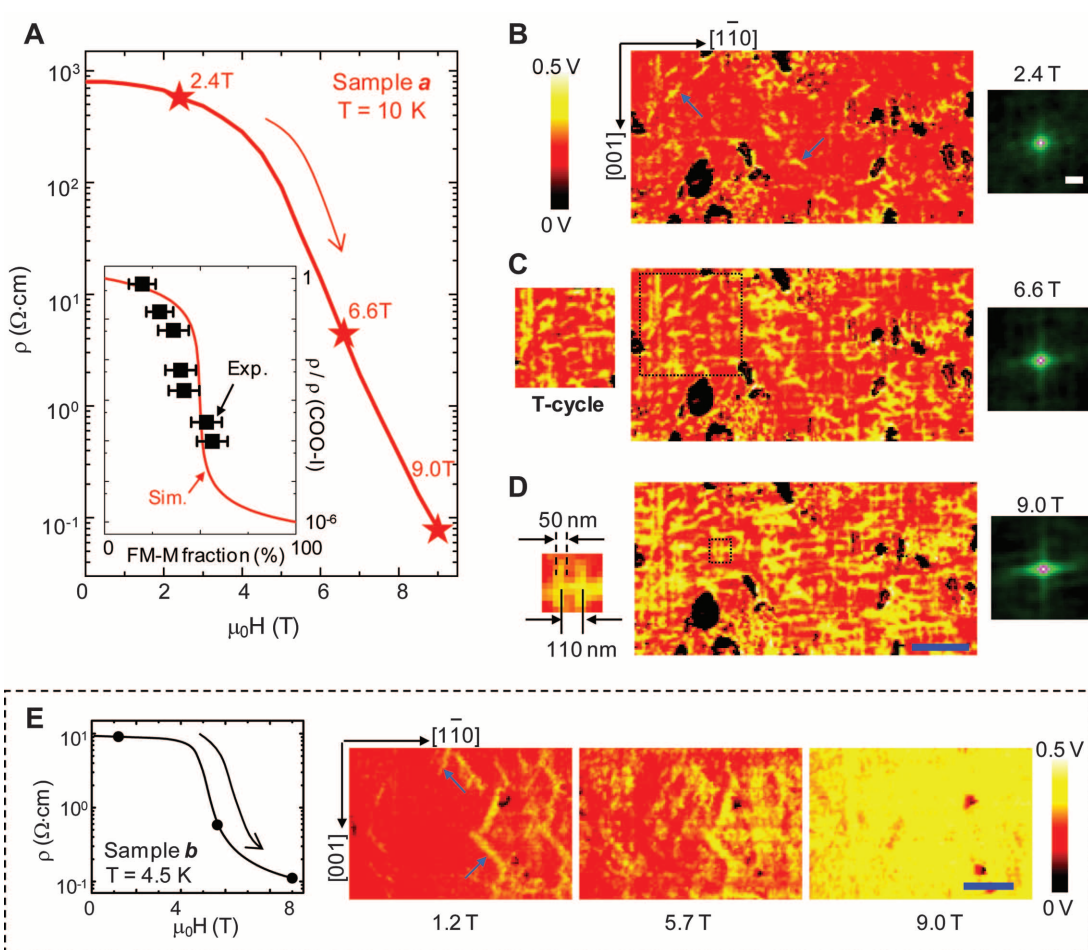 A
10³
10²
10¹
10⁰
10⁻¹
ρ (Ω·cm)
0
2
4
6
8
μ₀H (T)
2.4T
6.6T
9.0T
Sample a
T = 10 K
Exp.
Sim.
1
10⁻⁶
ρ / ρ (COO-I)
0
100
FM-M fraction (%)
B
0.5 V
0 V
[11̅0]
[001]
2.4 T
C
T-cycle
6.6 T
D
50 nm
110 nm
9.0 T
E
10¹
10⁰
10⁻¹
ρ (Ω·cm)
Sample b
T = 4.5 K
0
4
8
μ₀H (T)
[11̅0]
[001]
1.2 T
5.7 T
9.0 T
0.5 V
0 V